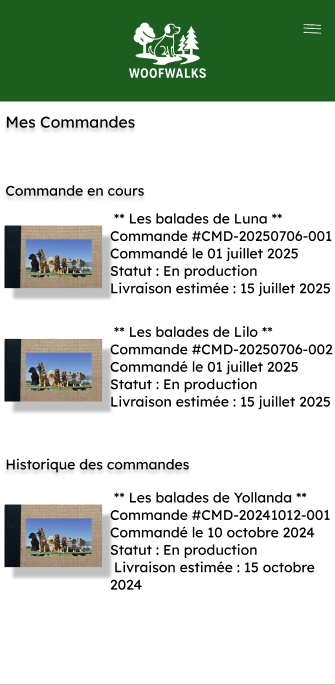 WOOFWALKS
Mes Commandes
Commande en cours
** Les balades de Luna **
Commande #CMD-20250706-001
Commandé le 01 juillet 2025
Statut : En production
Livraison estimée : 15 juillet 2025
** Les balades de Lilo **
Commande #CMD-20250706-002
Commandé le 01 juillet 2025
Statut : En production
Livraison estimée : 15 juillet 2025
Historique des commandes
** Les balades de Yollanda **
Commande #CMD-20241012-001
Commandé le 10 octobre 2024
Statut : En production
Livraison estimée : 15 octobre
2024